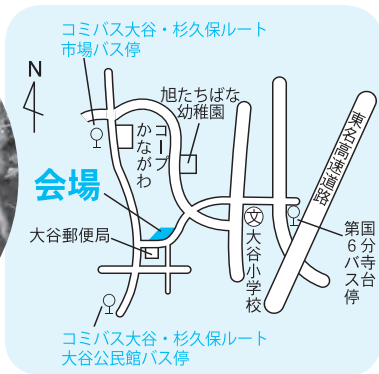 コミバス大谷・杉久保ルート
市場バス停
N
旭たちばな
幼稚園
コープ
かながわ
東名高速道路
会場
大谷郵便局
文
大谷小学校
国分寺台
第6バス停
コミバス大谷・杉久保ルート
大谷公民館バス停